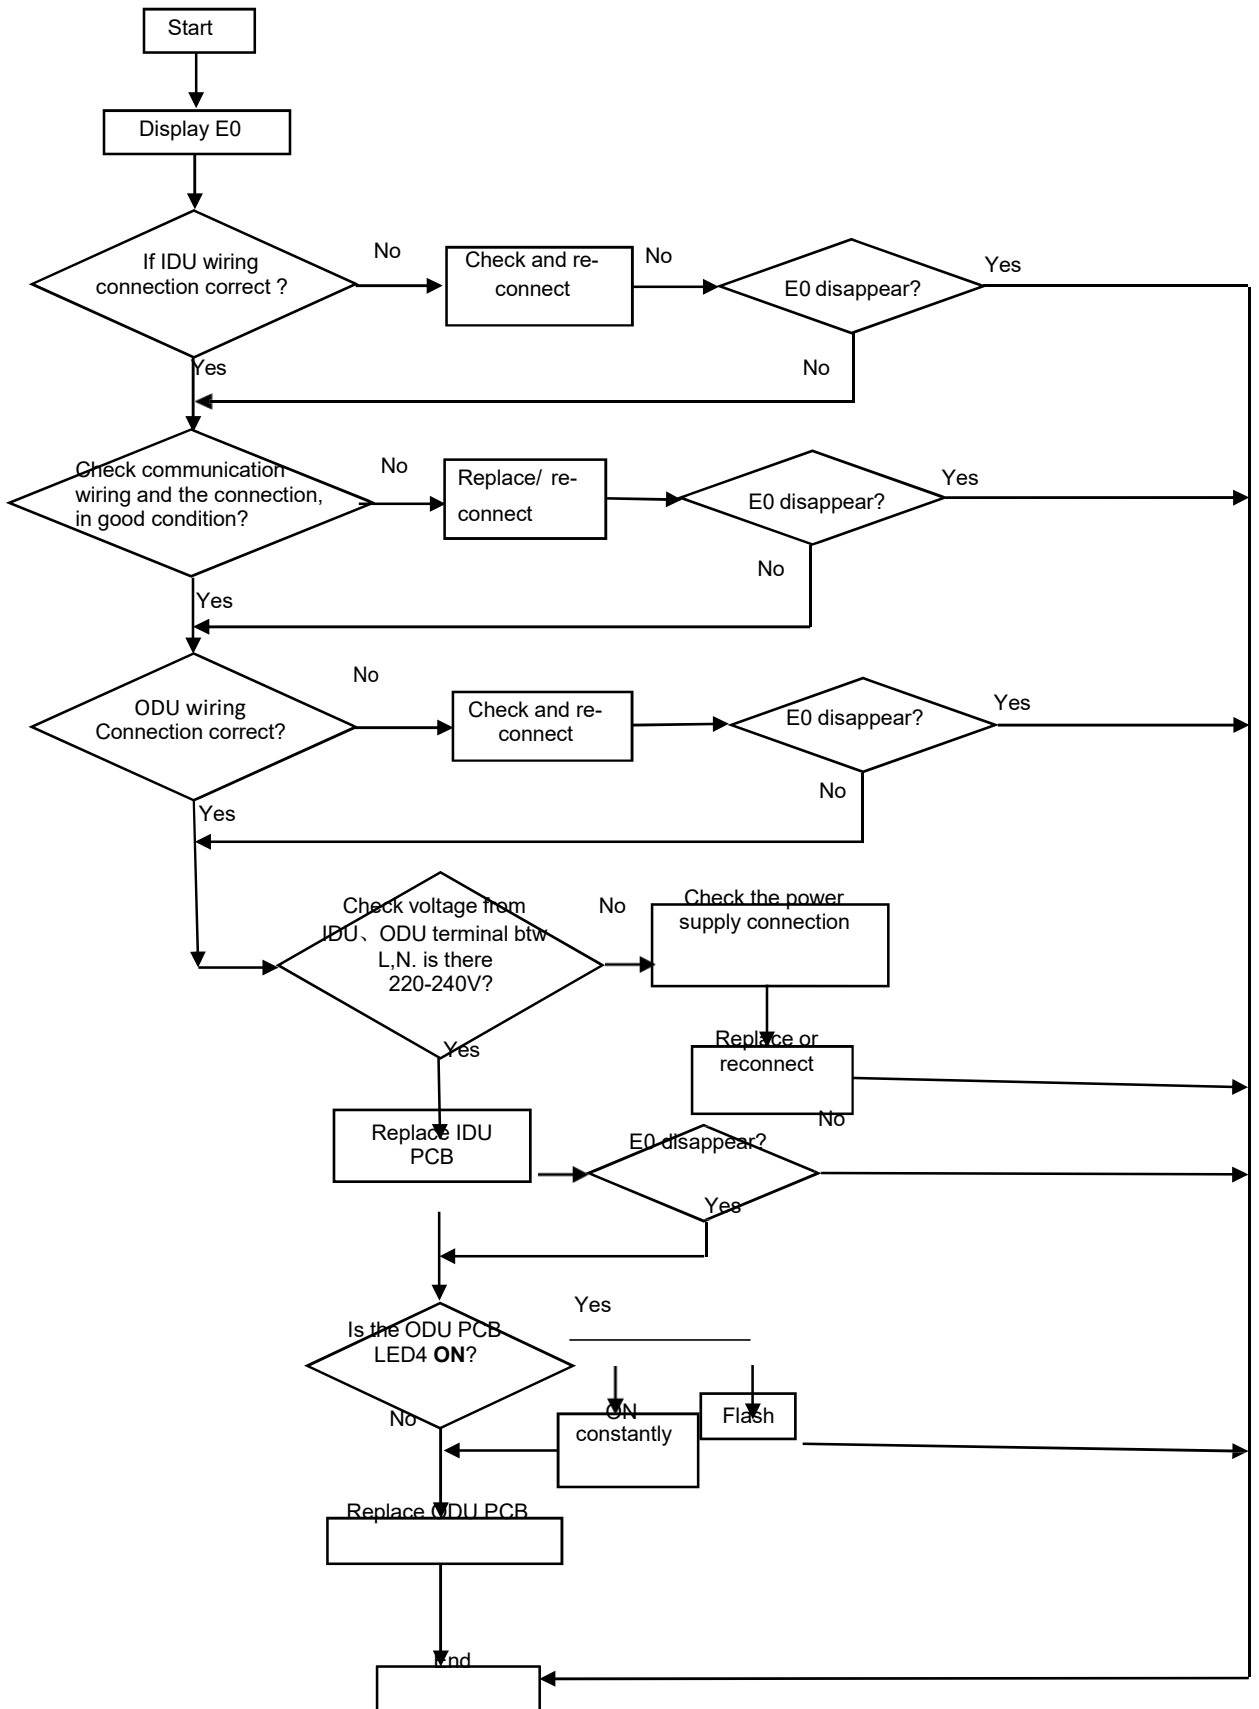 Start
Display E0
If IDU wiring
connection correct ?
No
Check and re-
connect
No
E0 disappear?
Yes
Yes
No
Check communication
wiring and the connection,
in good condition?
No
Replace/ re-
connect
E0 disappear?
Yes
No
Yes
ODU wiring
Connection correct?
No
Check and re-
connect
E0 disappear?
Yes
No
Yes
Check voltage from
IDU、ODU terminal btw
L,N. is there
220-240V?
No
Check the power
supply connection
Yes
Replace or
reconnect
No
Replace IDU
PCB
E0 disappear?
Yes
Yes
Is the ODU PCB
LED4 ON?
No
ON
constantly
Flash
Replace ODU PCB
End